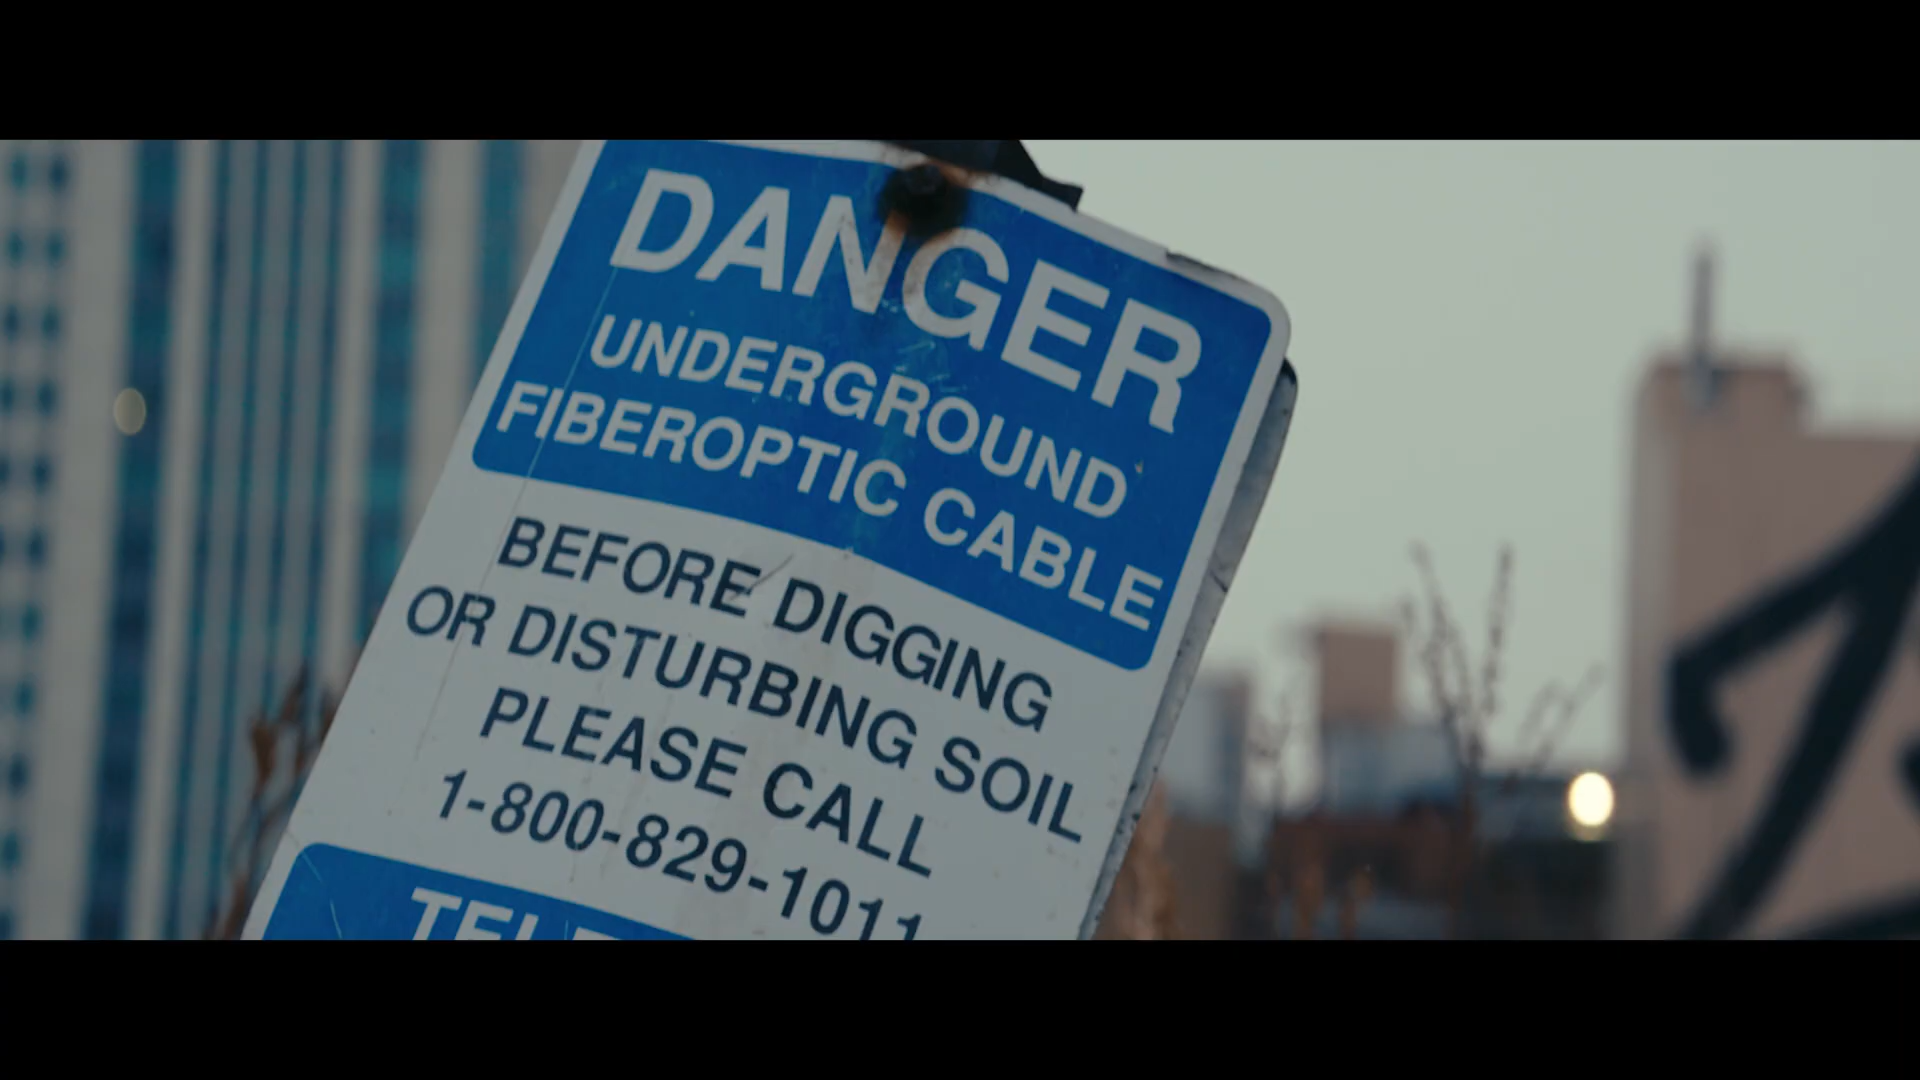 DANGER
UNDERGROUND
FIBEROPTIC CABLE
BEFORE DIGGING
OR DISTURBING SOIL
PLEASE CALL
1-800-829-1011